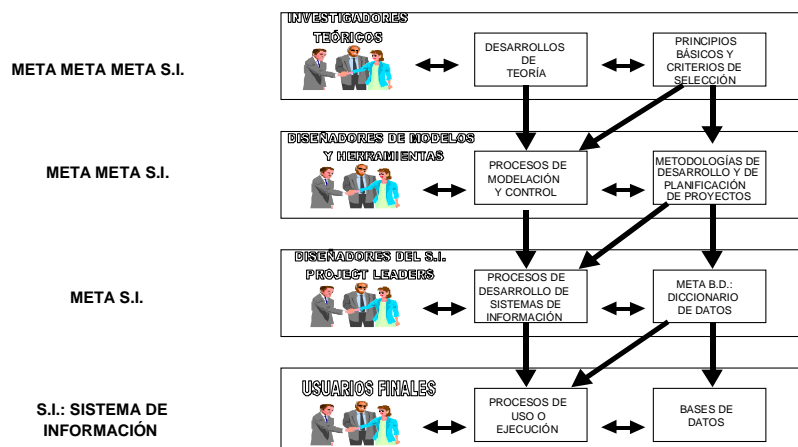 META META META S.I.
INVESTIGADORES
TEÓRICOS
DESARROLLOS
DE
TEORÍA
PRINCIPIOS
BÁSICOS Y
CRITERIOS DE
SELECCIÓN
META META S.I.
DISEÑADORES DE MODELOS
Y HERRAMIENTAS
PROCESOS DE
MODELACIÓN
Y CONTROL
METODOLOGÍAS DE
DESARROLLO Y DE
PLANIFICACIÓN
DE PROYECTOS
META S.I.
DISEÑADORES DEL S.I.
PROJECT LEADERS
PROCESOS DE
DESARROLLO DE
SISTEMAS DE
INFORMACIÓN
META B.D.:
DICCIONARIO
DE DATOS
S.I.: SISTEMA DE
INFORMACIÓN
USUARIOS FINALES
PROCESOS DE
USO O
EJECUCIÓN
BASES DE
DATOS